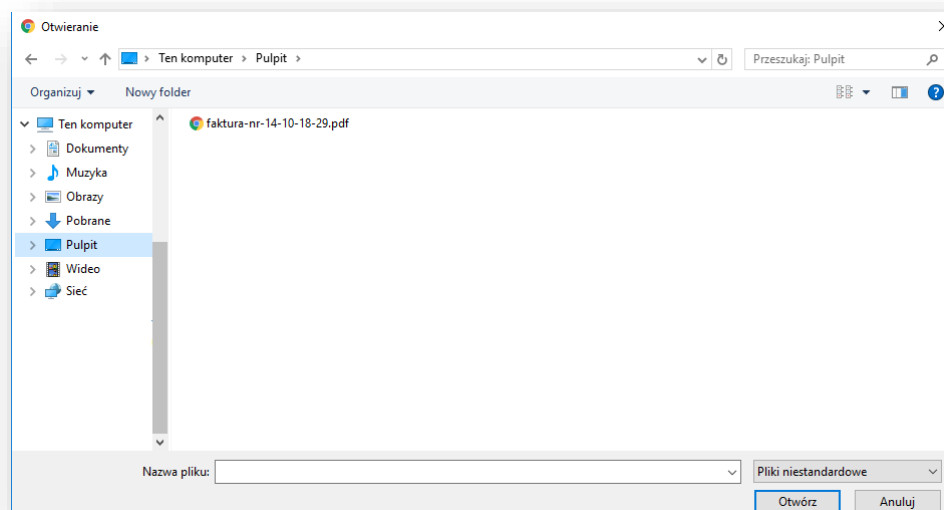 Otwieranie
Ten komputer > Pulpit >
Przeszukaj: Pulpit
Organizuj
Nowy folder
Ten komputer
Dokumenty
Muzyka
Obrazy
Pobrane
Pulpit
Wideo
Sieć
faktura-nr-14-10-18-29.pdf
Nazwa pliku:
Pliki niestandardowe
Otwórz
Anuluj